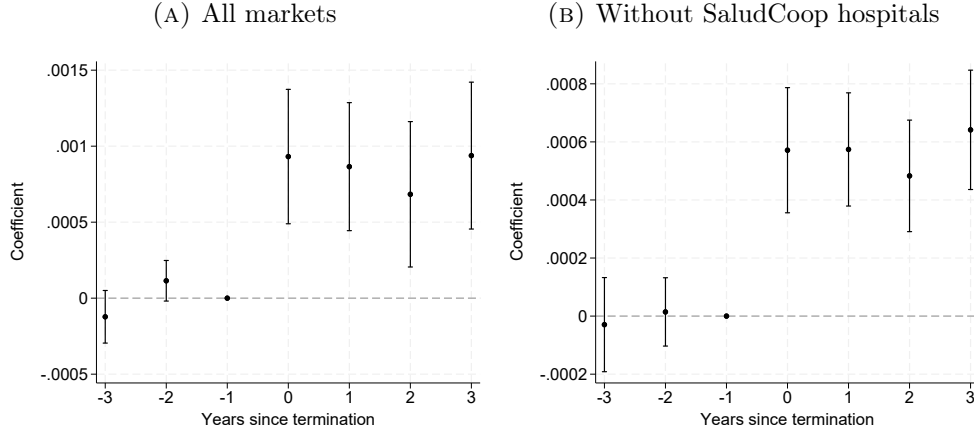 (A) All markets
.0015
.001
.0005
0
-.0005
Coefficient
-3 -2 -1 0 1 2 3
Years since termination
(B) Without SaludCoop hospitals
.0008
.0006
.0004
.0002
0
-.0002
Coefficient
-3 -2 -1 0 1 2 3
Years since termination